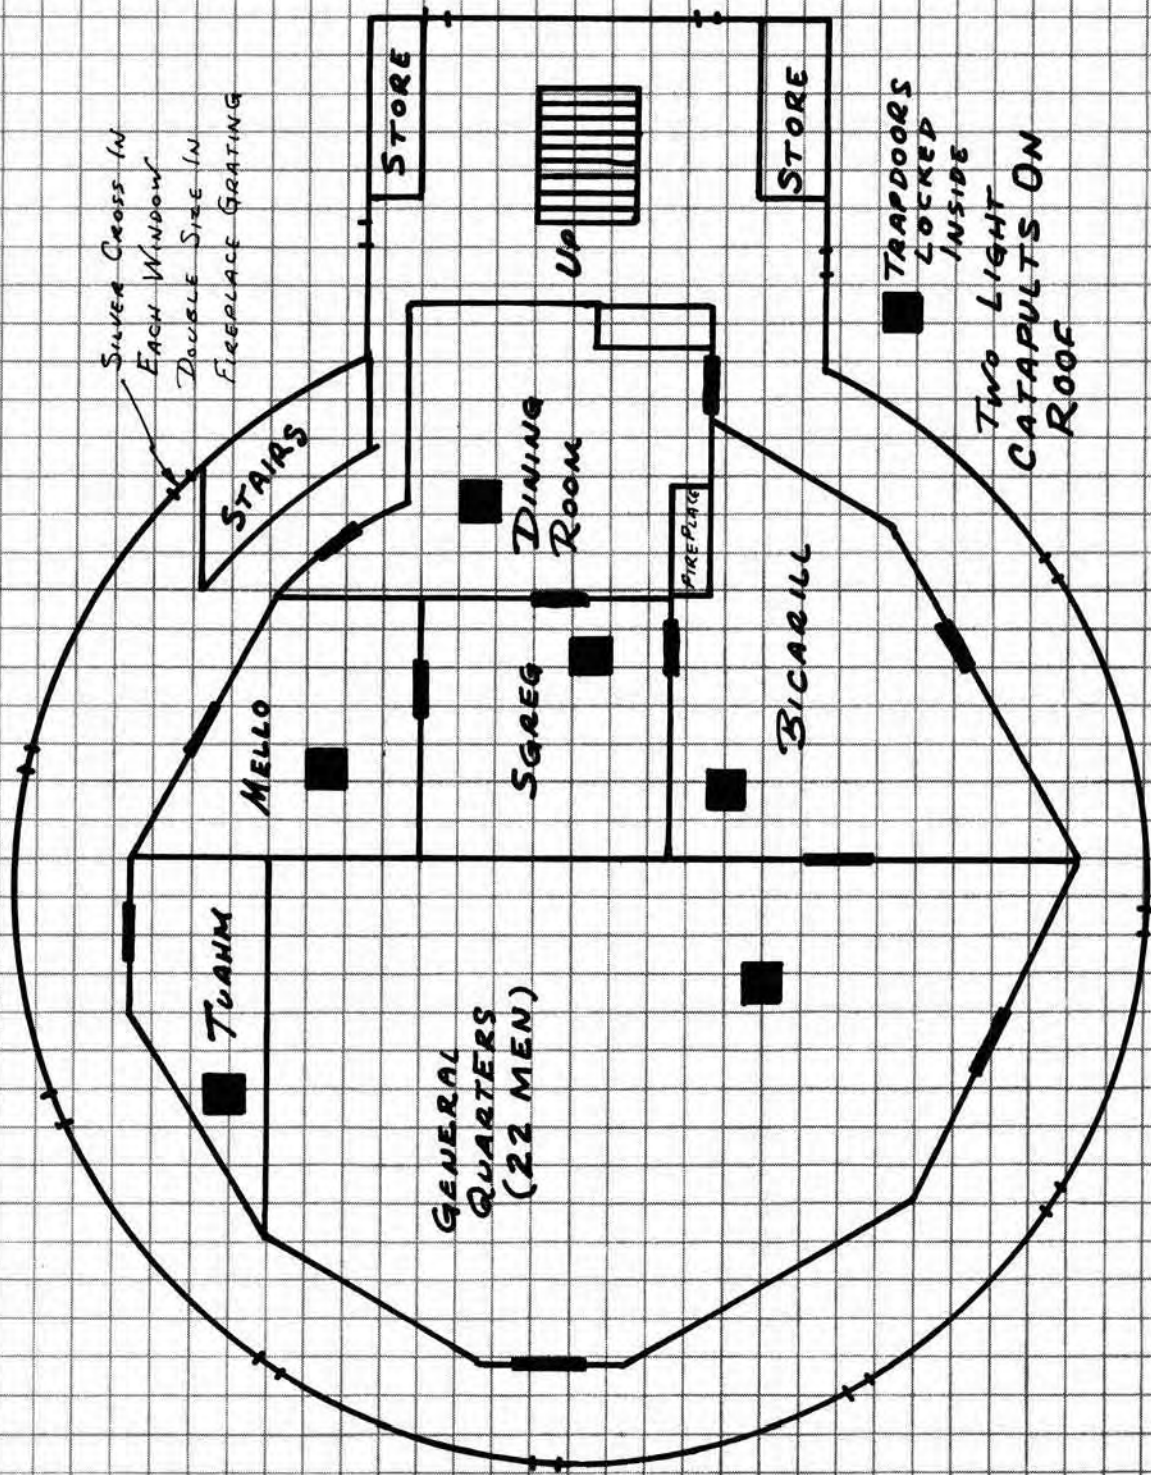 SILVER CROSS IN
EACH WINDOW
DOUBLE SIZE IN
FIREPLACE GRATING
STORE
STORE
UP
STAIRS
DINING
ROOM
FIREPLACE
TRAPDOORS
LOCKED
INSIDE
TWO LIGHT
CATAPULTS ON
ROOF
MELLO
SGREG
BICARILL
TUAHM
GENERAL
QUARTERS
(22 MEN)